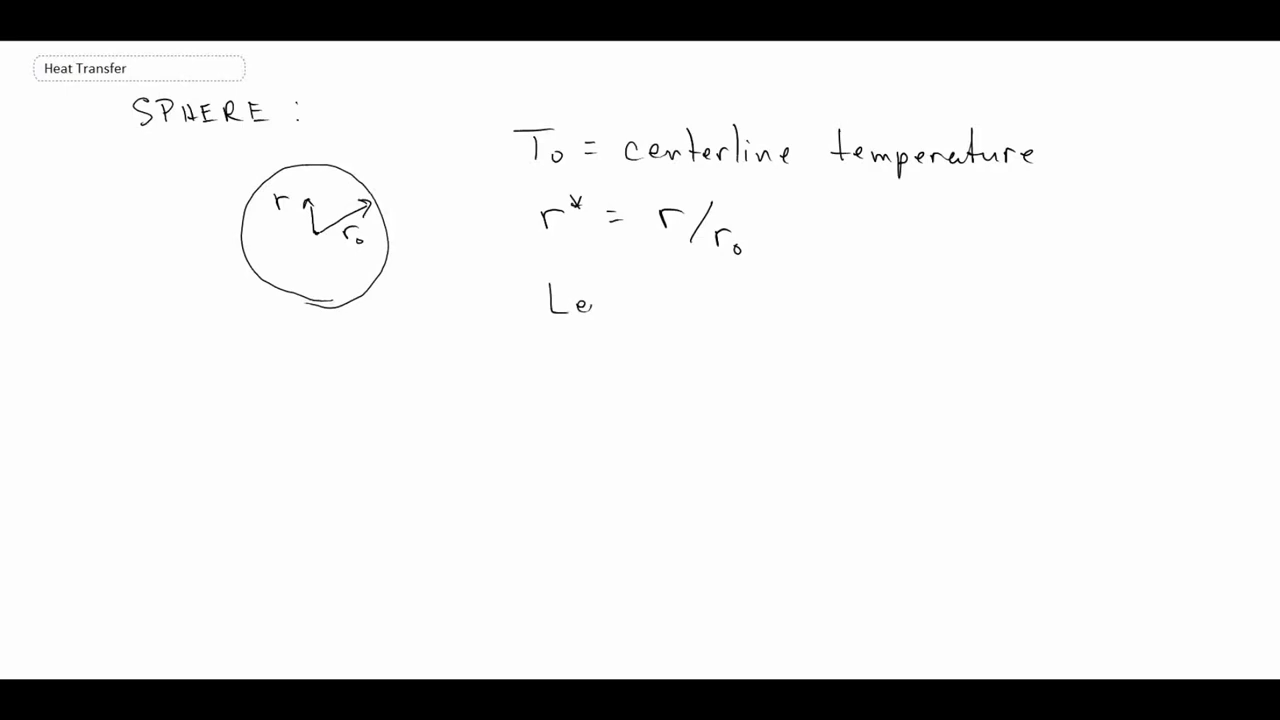 Heat Transfer
SPHERE :
T₀ = centerline temperature
r
r₀
r* = r/r₀
Le